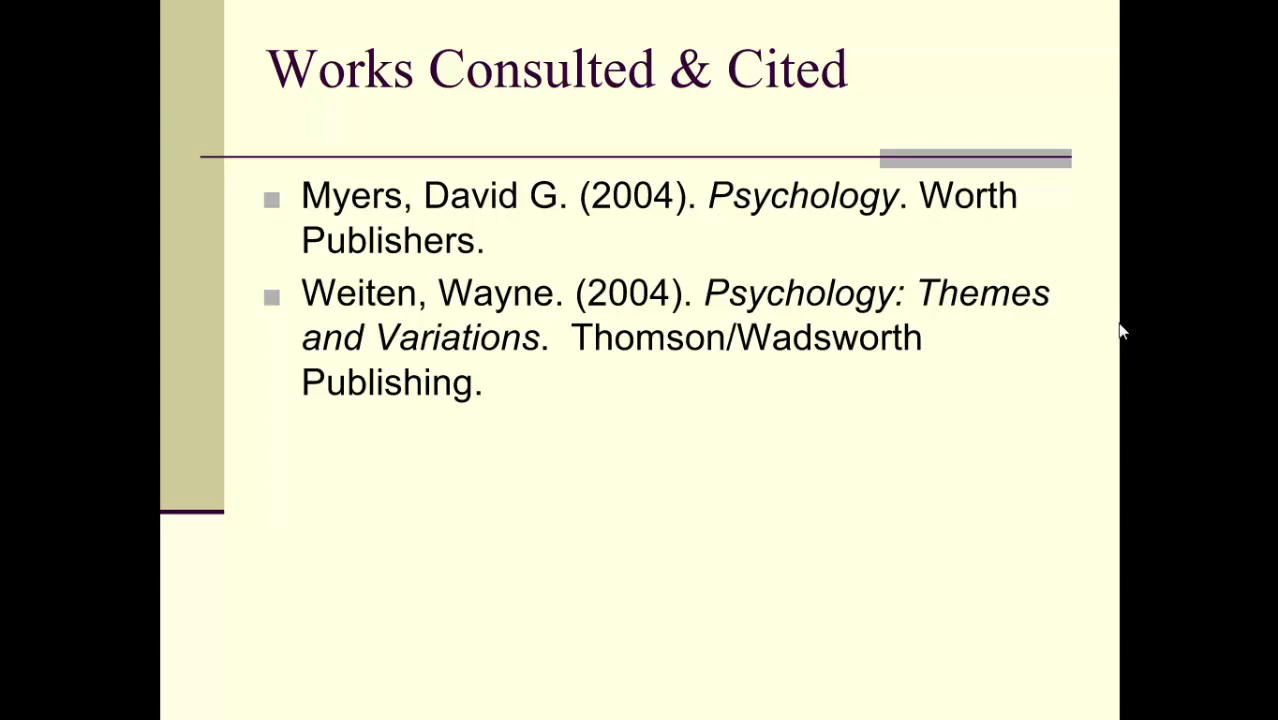 Works Consulted & Cited
Myers, David G. (2004). Psychology. Worth
Publishers.
Weiten, Wayne. (2004). Psychology: Themes
and Variations.  Thomson/Wadsworth
Publishing.